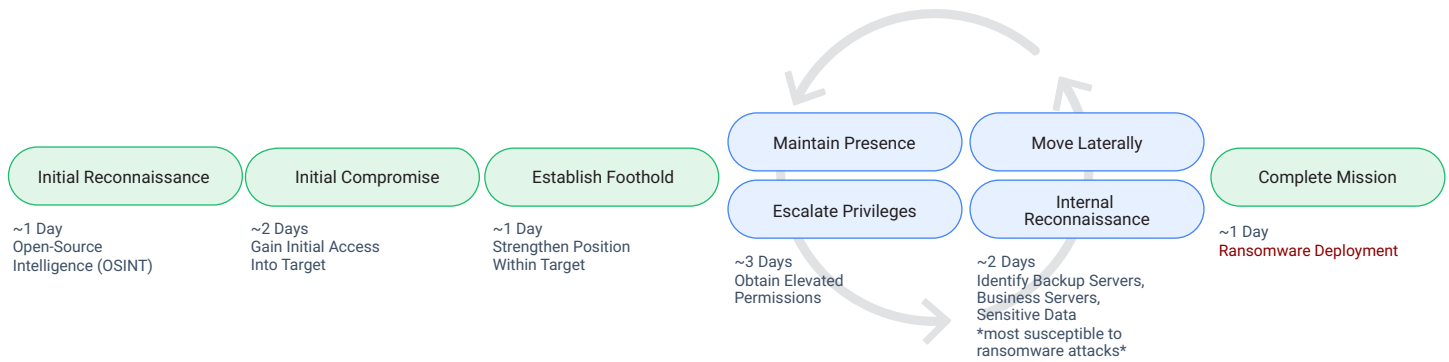 Initial Reconnaissance
~1 Day
Open-Source
Intelligence (OSINT)
Initial Compromise
~2 Days
Gain Initial Access
Into Target
Establish Foothold
~1 Day
Strengthen Position
Within Target
Maintain Presence
Escalate Privileges
~3 Days
Obtain Elevated
Permissions
Move Laterally
Internal
Reconnaissance
~2 Days
Identify Backup Servers,
Business Servers,
Sensitive Data
*most susceptible to
ransomware attacks*
Complete Mission
~1 Day
Ransomware Deployment